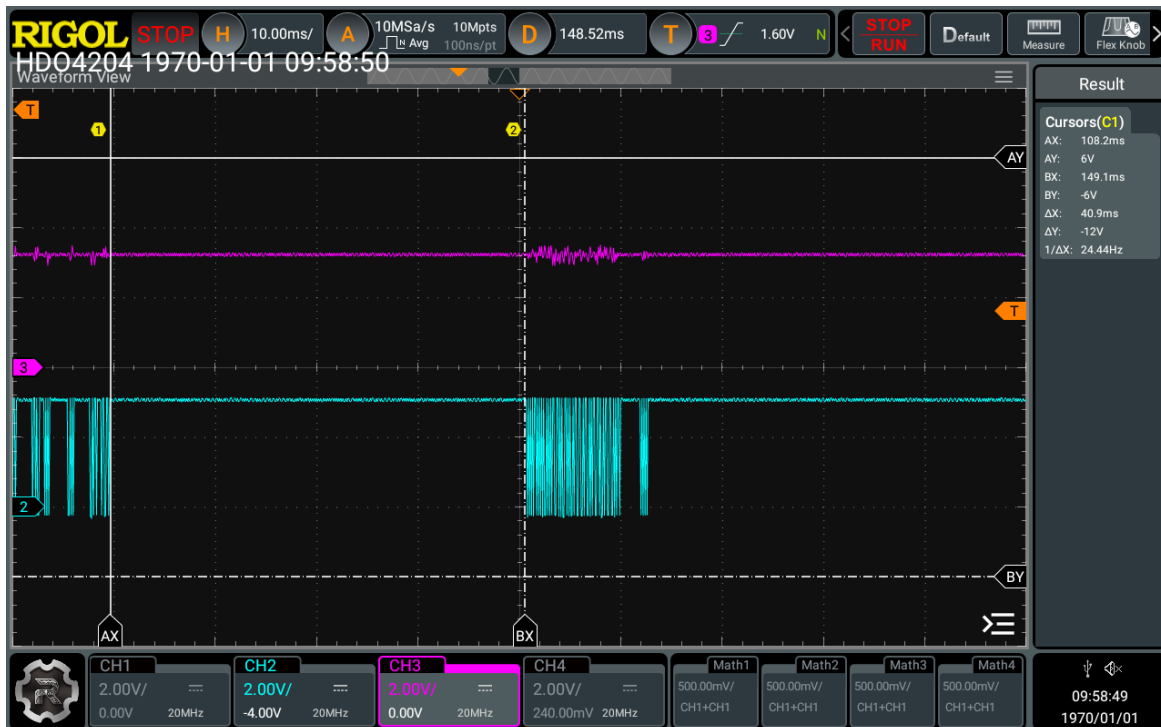 RIGOL STOP H 10.00ms/ A 10MSa/s 10Mpts D 148.52ms T 3 1.60V N STOP Default Measure Flex Knob
N Avg 100ns/pt RUN
HDO4204 1970-01-01 09:58:50
Waveform View
Result
T
1 2
Cursors(C1)
AX: 108.2ms
AY: 6V
BX: 149.1ms
BY: -6V
ΔX: 40.9ms
ΔY: -12V
1/ΔX: 24.44Hz
AY
T
3
2
BY
AX BX
CH1 CH2 CH3 CH4 Math1 Math2 Math3 Math4
2.00V/ 2.00V/ 2.00V/ 2.00V/ 500.00mV/ 500.00mV/ 500.00mV/ 500.00mV/
0.00V 20MHz -4.00V 20MHz 0.00V 20MHz 240.00mV 20MHz CH1+CH1 CH1+CH1 CH1+CH1 CH1+CH1
R
09:58:49
1970/01/01